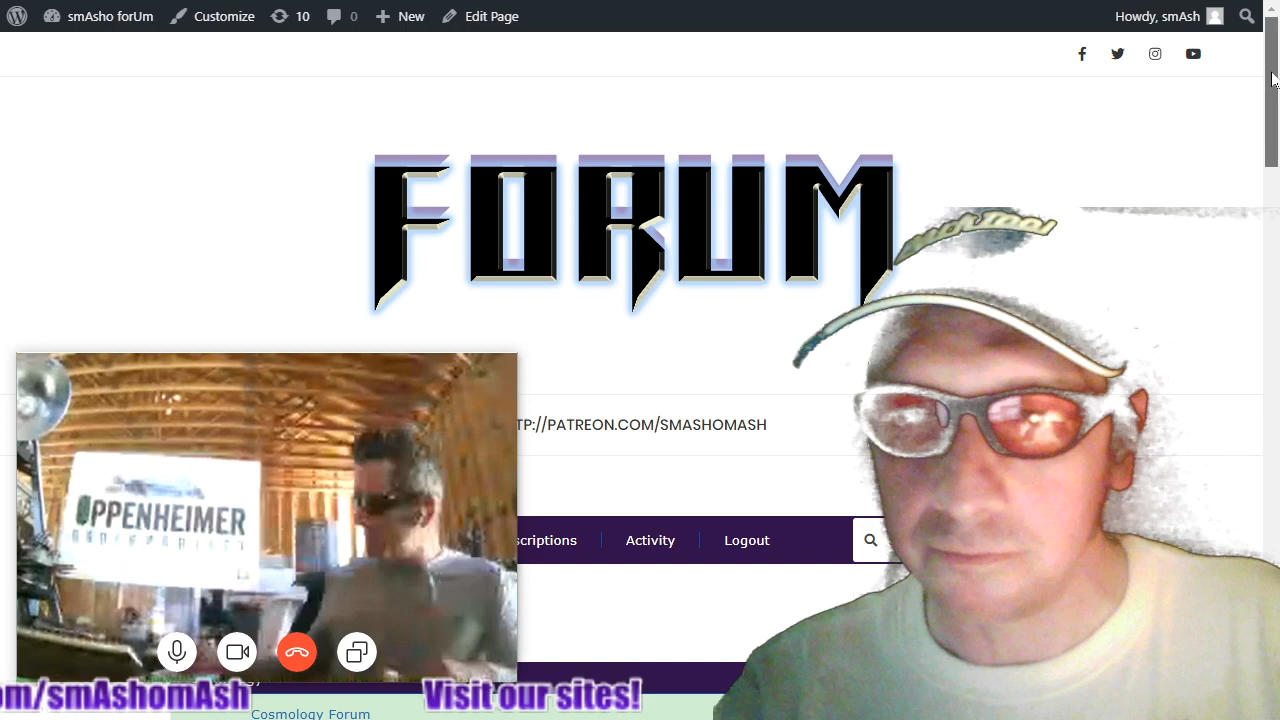 smAsho forUm Customize 10 0 New Edit Page Howdy, smAsh
FORUM
TP://PATREON.COM/SMASHOMASH
scriptions Activity Logout
OPPENHEIMER
om/smAshomAsh Visit our sites!
Cosmology Forum